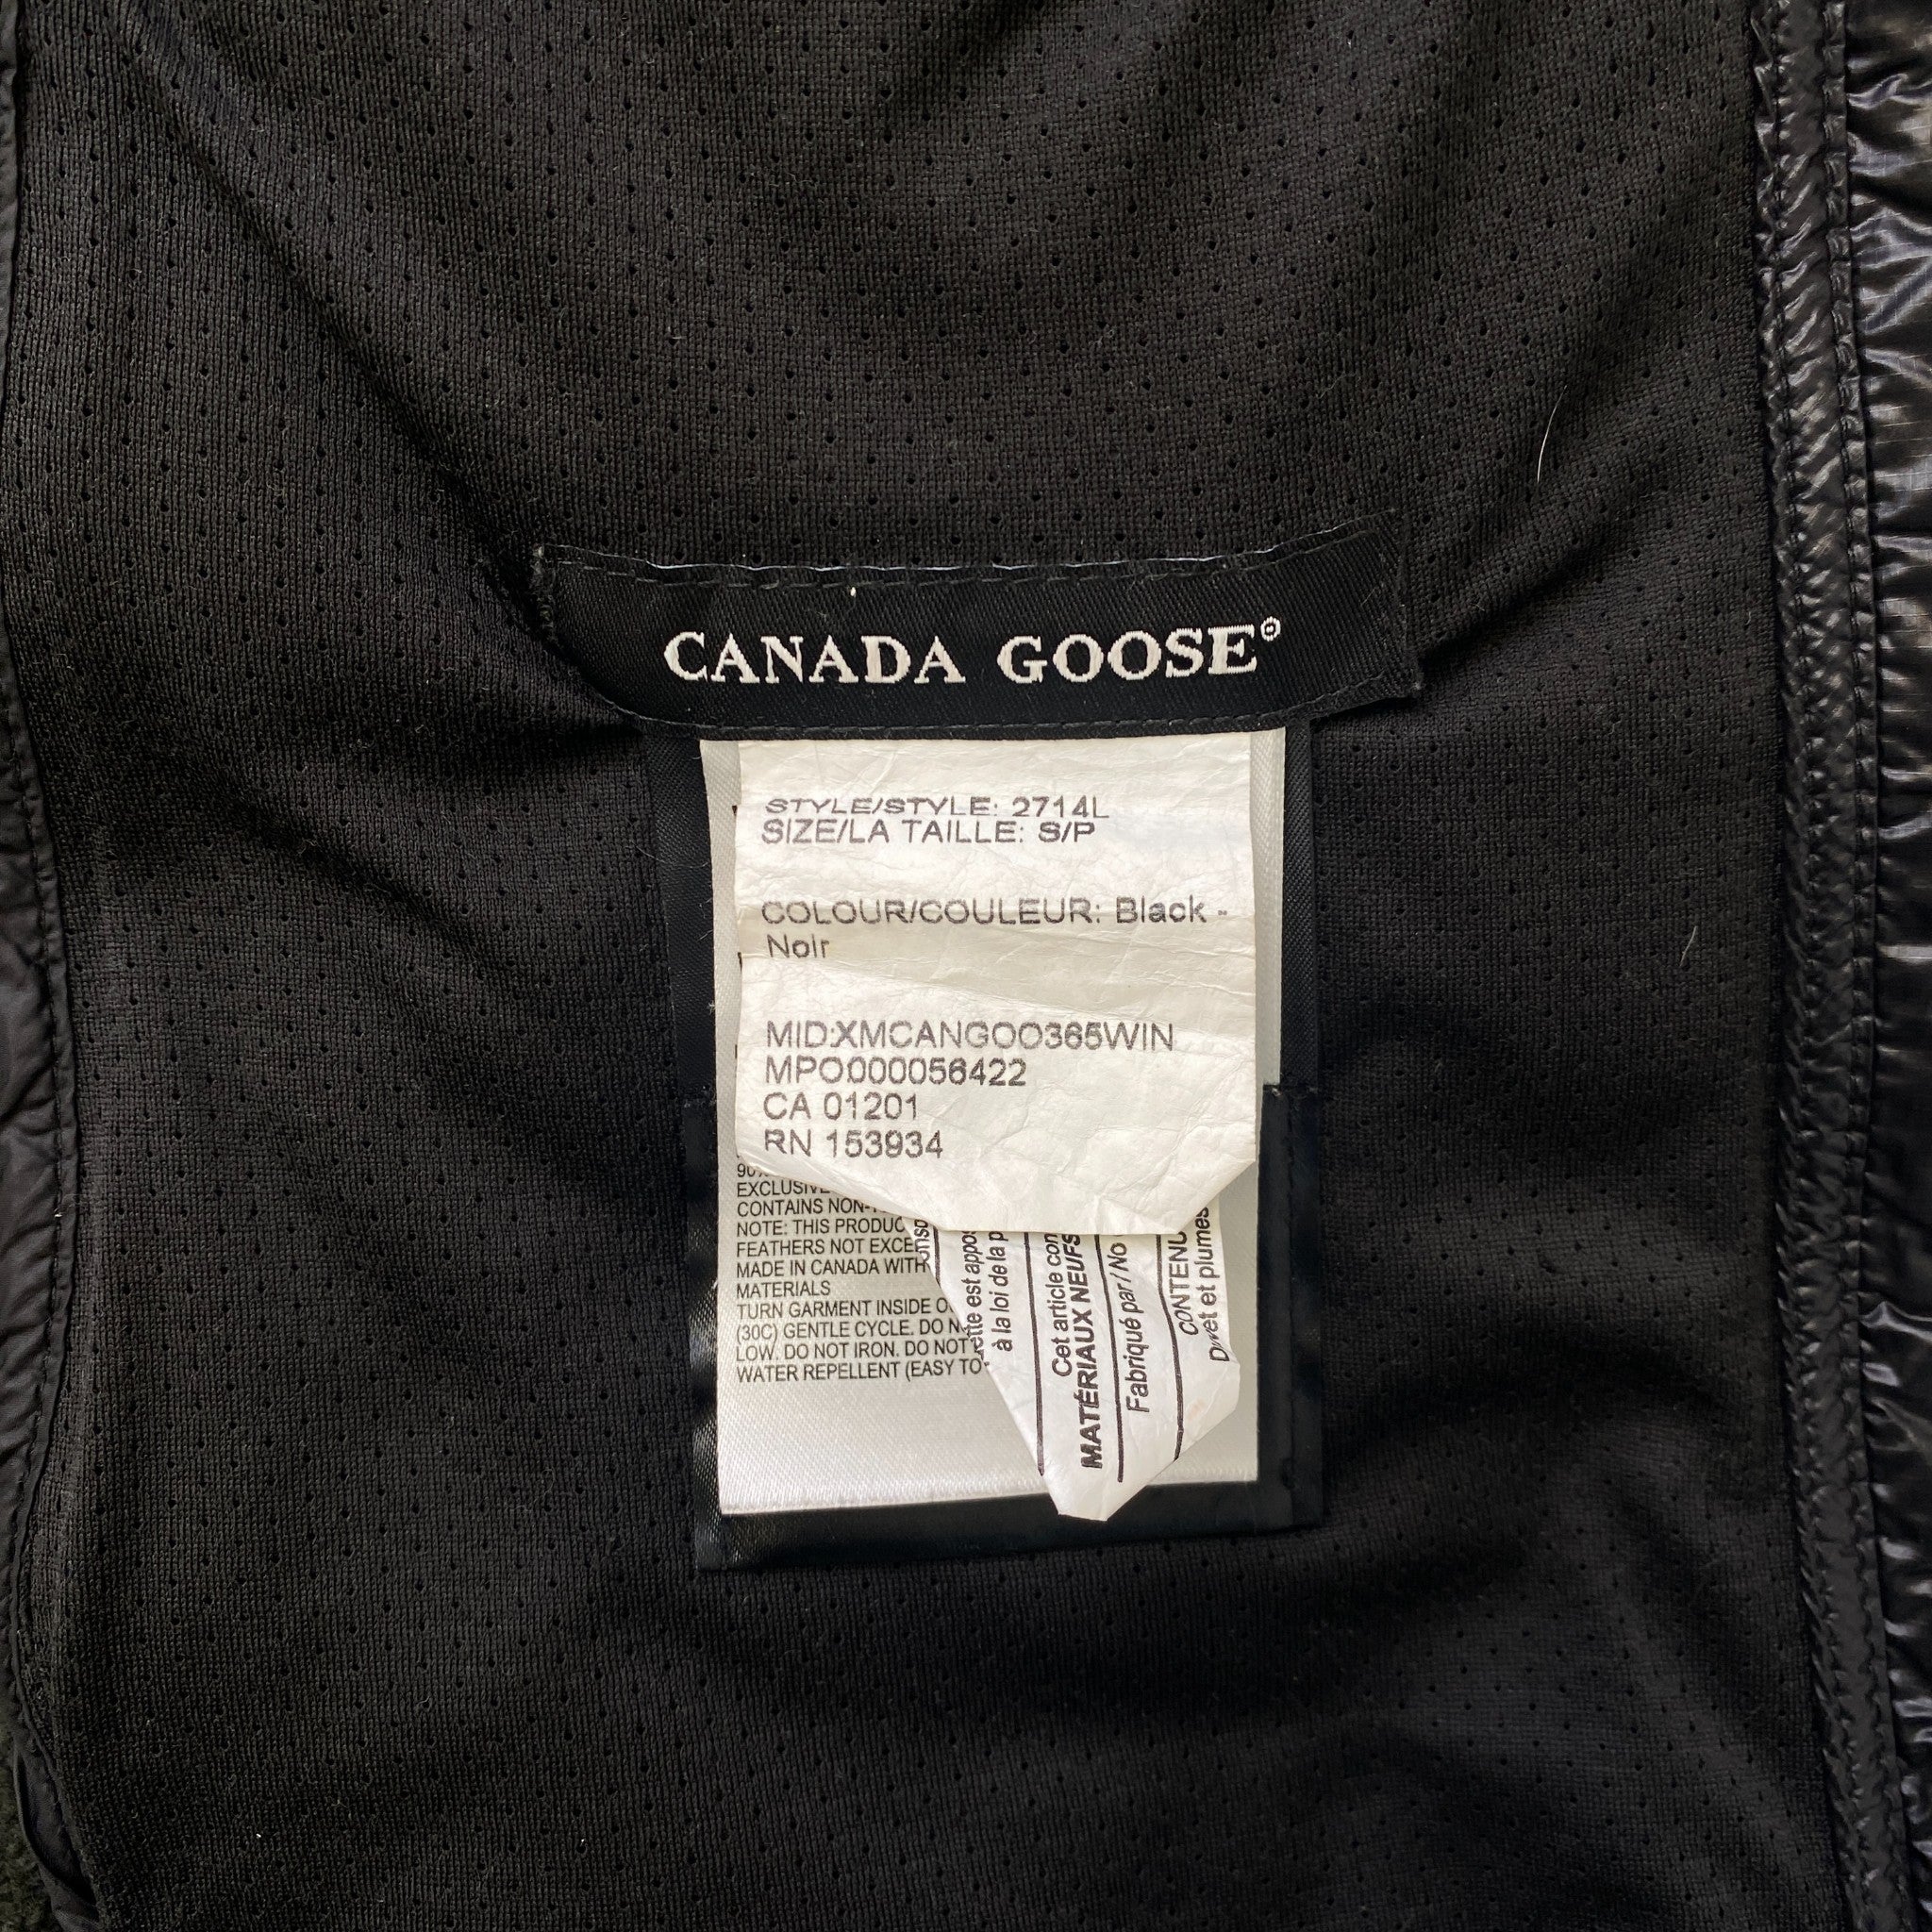 CANADA GOOSE®
STYLE/STYLE: 2714L
SIZE/LA TAILLE: S/P
COLOUR/COULEUR: Black -
Noir
MID:XMCANGOO365WIN
MPO000056422
CA 01201
RN 153934
EXCLUSIVE
CONTAINS NON-
NOTE: THIS PRODUC
FEATHERS NOT EXCE
MADE IN CANADA WITH
MATERIALS
TURN GARMENT INSIDE
(30C) GENTLE CYCLE. DO
LOW. DO NOT IRON. DO NOT
WATER REPELLENT (EASY TO
est appos
à la loi de la p
Cet article con
MATÉRIAUX NEUFS
Fabriqué par/No
CONTENU
Duvet et plumes